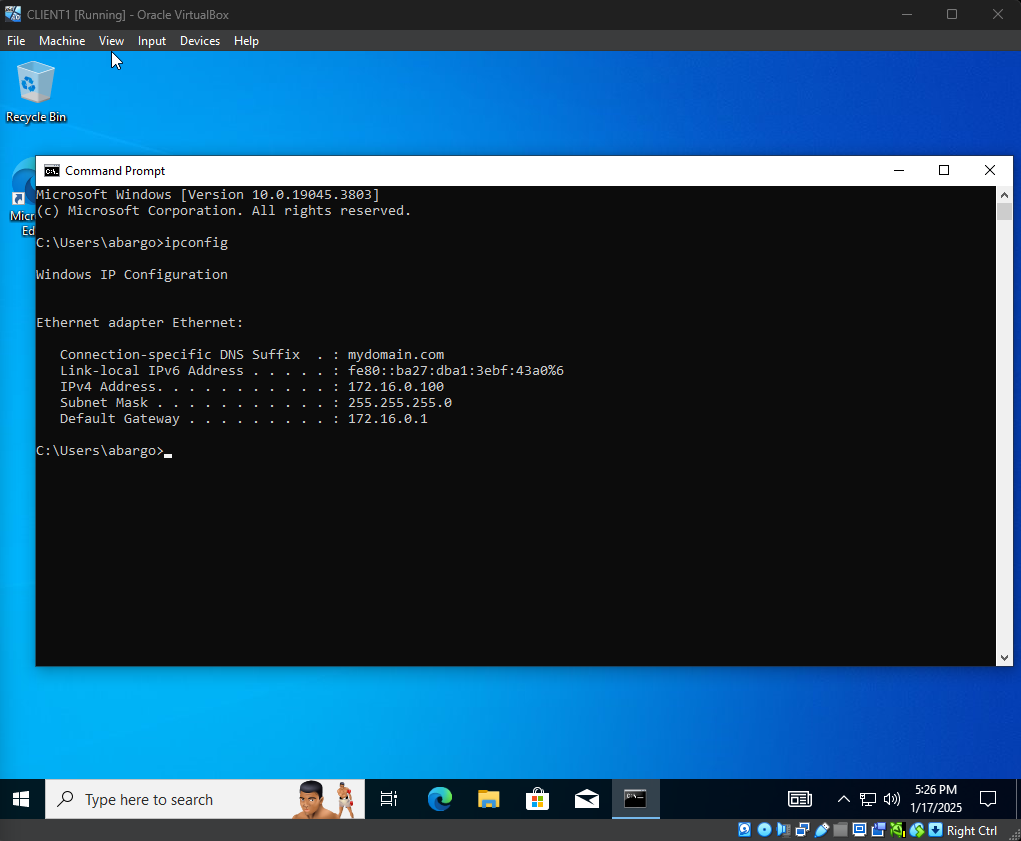 CLIENT1 [Running] - Oracle VirtualBox
File Machine View Input Devices Help
Recycle Bin
Micr
Ed
Command Prompt
Microsoft Windows [Version 10.0.19045.3803]
(c) Microsoft Corporation. All rights reserved.
C:\Users\abargo>ipconfig
Windows IP Configuration
Ethernet adapter Ethernet:
Connection-specific DNS Suffix  . : mydomain.com
Link-local IPv6 Address . . . . . : fe80::ba27:dba1:3ebf:43a0%6
IPv4 Address. . . . . . . . . . . : 172.16.0.100
Subnet Mask . . . . . . . . . . . : 255.255.255.0
Default Gateway . . . . . . . . . : 172.16.0.1
C:\Users\abargo>
Type here to search
5:26 PM
1/17/2025
Right Ctrl